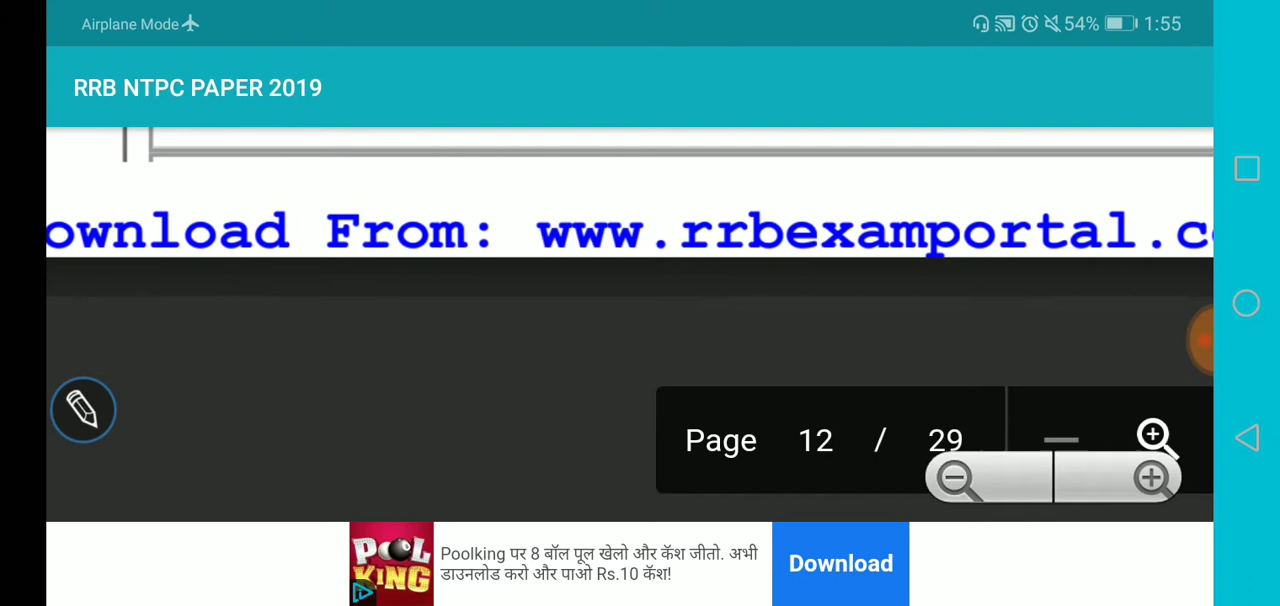 Airplane Mode
54% 1:55
RRB NTPC PAPER 2019
ownload From: www.rrbexamportal.c
Page 12 / 29
POOL KING
Poolking पर 8 बॉल पूल खेलो और कॅश जीतो. अभी
डाउनलोड करो और पाओ Rs.10 कॅश!
Download